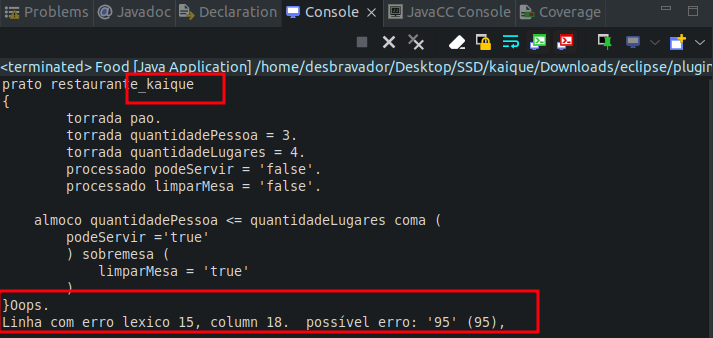 Problems Javadoc Declaration Console JavaCC Console Coverage
<terminated> Food [Java Application] /home/desbravador/Desktop/SSD/kaique/Downloads/eclipse/plugin
prato restaurante_kaique
{
torrada pao.
torrada quantidadePessoa = 3.
torrada quantidadeLugares = 4.
processado podeServir = 'false'.
processado limparMesa = 'false'.
almoco quantidadePessoa <= quantidadeLugares coma (
podeServir ='true'
) sobremesa (
limparMesa = 'true'
)
}Oops.
Linha com erro lexico 15, column 18.  possível erro: '95' (95),